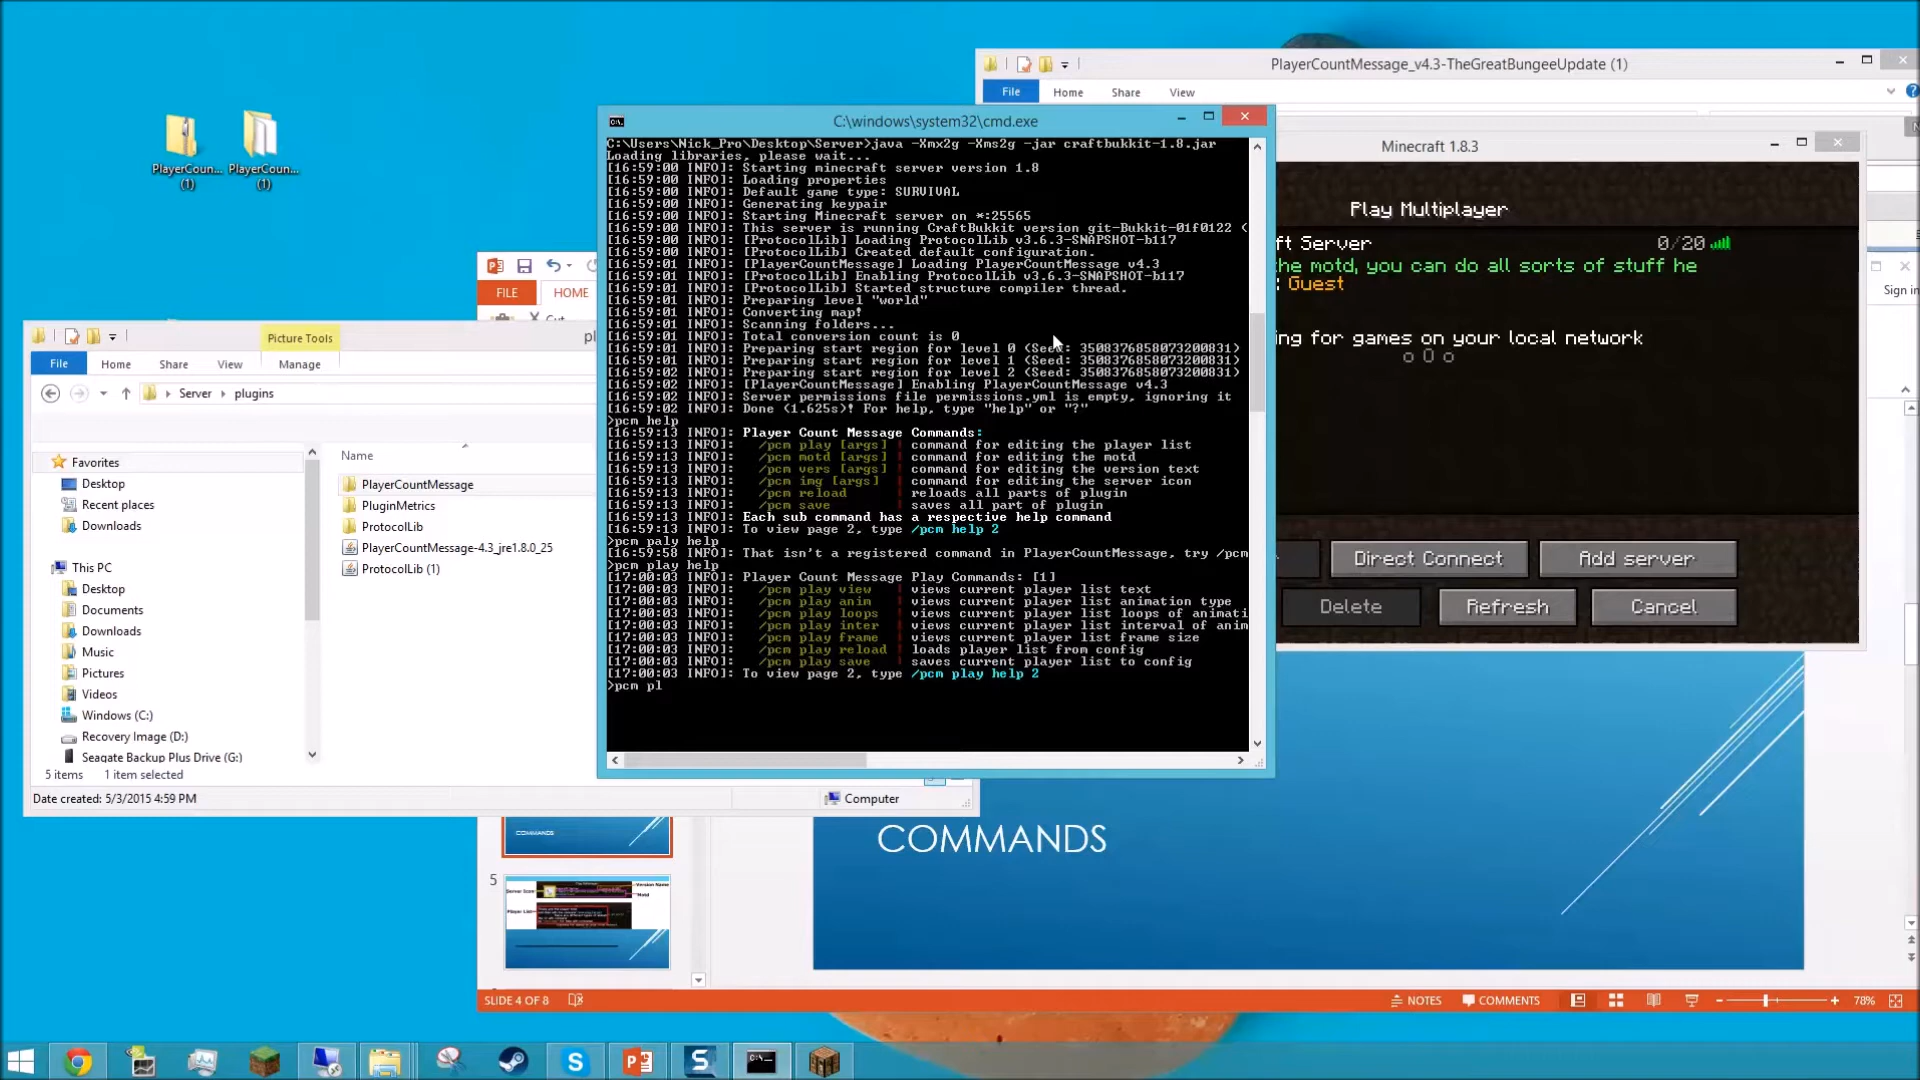 PlayerCoun...
(1)
PlayerCoun...
(1)
PlayerCountMessage_v4.3-TheGreatBungeeUpdate (1)
File Home Share View
C:\windows\system32\cmd.exe
C:\Users\Nick_Pro\Desktop\Server>java -Xmx2g -Xms2g -jar craftbukkit-1.8.jar
Loading libraries, please wait...
[16:59:00 INFO]: Starting minecraft server version 1.8
[16:59:00 INFO]: Loading properties
[16:59:00 INFO]: Default game type: SURVIVAL
[16:59:00 INFO]: Generating keypair
[16:59:00 INFO]: Starting Minecraft server on *:25565
[16:59:00 INFO]: This server is running CraftBukkit version git-Bukkit-01f0122 (
[16:59:00 INFO]: [ProtocolLib] Loading ProtocolLib v3.6.3-SNAPSHOT-b117
[16:59:00 INFO]: [ProtocolLib] Created default configuration.
[16:59:01 INFO]: [PlayerCountMessage] Loading PlayerCountMessage v4.3
[16:59:01 INFO]: [ProtocolLib] Enabling ProtocolLib v3.6.3-SNAPSHOT-b117
[16:59:01 INFO]: [ProtocolLib] Started structure compiler thread.
[16:59:01 INFO]: Preparing level "world"
[16:59:01 INFO]: Converting map!
[16:59:01 INFO]: Scanning folders...
[16:59:01 INFO]: Total conversion count is 0
[16:59:01 INFO]: Preparing start region for level 0 (Seed: 3508376858073200831)
[16:59:01 INFO]: Preparing start region for level 1 (Seed: 3508376858073200831)
[16:59:02 INFO]: Preparing start region for level 2 (Seed: 3508376858073200831)
[16:59:02 INFO]: [PlayerCountMessage] Enabling PlayerCountMessage v4.3
[16:59:02 INFO]: Server permissions file permissions.yml is empty, ignoring it
[16:59:02 INFO]: Done (1.625s)! For help, type "help" or "?"
>pcm help
[16:59:13 INFO]: Player Count Message Commands:
[16:59:13 INFO]: /pcm play [args] | command for editing the player list
[16:59:13 INFO]: /pcm motd [args] | command for editing the motd
[16:59:13 INFO]: /pcm vers [args] | command for editing the version text
[16:59:13 INFO]: /pcm img [args] | command for editing the server icon
[16:59:13 INFO]: /pcm reload | reloads all parts of plugin
[16:59:13 INFO]: /pcm save | saves all part of plugin
[16:59:13 INFO]: Each sub command has a respective help command
[16:59:13 INFO]: To view page 2, type /pcm help 2
>pcm paly help
[16:59:58 INFO]: That isn't a registered command in PlayerCountMessage, try /pcm
>pcm play help
[17:00:03 INFO]: Player Count Message Play Commands: [1]
[17:00:03 INFO]: /pcm play view | views current player list text
[17:00:03 INFO]: /pcm play anim | views current player list animation type
[17:00:03 INFO]: /pcm play loops | views current player list loops of animati
[17:00:03 INFO]: /pcm play inter | views current player list interval of anim
[17:00:03 INFO]: /pcm play frame | views current player list frame size
[17:00:03 INFO]: /pcm play reload | loads player list from config
[17:00:03 INFO]: /pcm play save | saves current player list to config
[17:00:03 INFO]: To view page 2, type /pcm play help 2
>pcm pl
Minecraft 1.8.3
Play Multiplayer
ft Server 0/20
he motd, you can do all sorts of stuff he
: Guest
ing for games on your local network
o O o
Direct Connect
Add server
Delete
Refresh
Cancel
Sign in
FILE HOME
Cut
Picture Tools
pl
File Home Share View Manage
Server plugins
Favorites
Desktop
Recent places
Downloads
This PC
Desktop
Documents
Downloads
Music
Pictures
Videos
Windows (C:)
Recovery Image (D:)
Seagate Backup Plus Drive (G:)
Name
PlayerCountMessage
PluginMetrics
ProtocolLib
PlayerCountMessage-4.3_jre1.8.0_25
ProtocolLib (1)
5 items 1 item selected
Date created: 5/3/2015 4:59 PM
Computer
COMMANDS
5
Server Icon
Version Name
Motd
Player List
COMMANDS
SLIDE 4 OF 8
NOTES
COMMENTS
78%